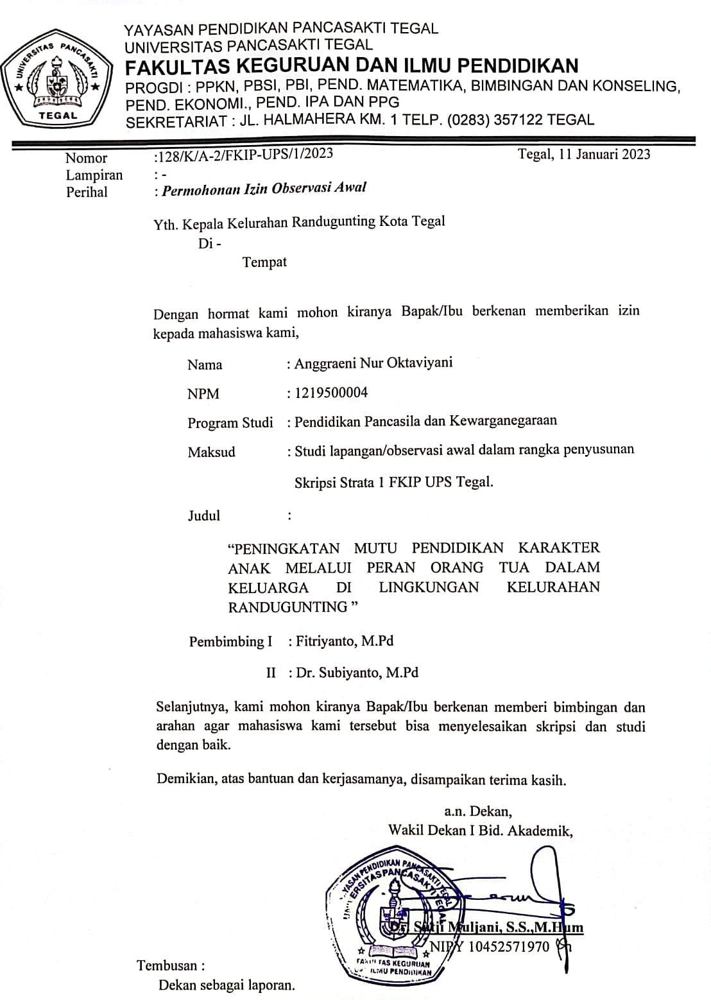 YAYASAN PENDIDIKAN PANCASAKTI TEGAL
UNIVERSITAS PANCASAKTI TEGAL
FAKULTAS KEGURUAN DAN ILMU PENDIDIKAN
PROGDI : PPKN, PBSI, PBI, PEND. MATEMATIKA, BIMBINGAN DAN KONSELING,
PEND. EKONOMI., PEND. IPA DAN PPG
SEKRETARIAT : JL. HALMAHERA KM. 1 TELP. (0283) 357122 TEGAL
UNIVERSITAS PANCASAKTI
TEGAL
Nomor :128/K/A-2/FKIP-UPS/1/2023 Tegal, 11 Januari 2023
Lampiran : -
Perihal : Permohonan Izin Observasi Awal
Yth. Kepala Kelurahan Randugunting Kota Tegal
Di -
Tempat
Dengan hormat kami mohon kiranya Bapak/Ibu berkenan memberikan izin
kepada mahasiswa kami,
Nama : Anggraeni Nur Oktaviyani
NPM : 1219500004
Program Studi : Pendidikan Pancasila dan Kewarganegaraan
Maksud : Studi lapangan/observasi awal dalam rangka penyusunan
Skripsi Strata 1 FKIP UPS Tegal.
Judul :
“PENINGKATAN MUTU PENDIDIKAN KARAKTER
ANAK MELALUI PERAN ORANG TUA DALAM
KELUARGA DI LINGKUNGAN KELURAHAN
RANDUGUNTING ”
Pembimbing I : Fitriyanto, M.Pd
II : Dr. Subiyanto, M.Pd
Selanjutnya, kami mohon kiranya Bapak/Ibu berkenan memberi bimbingan dan
arahan agar mahasiswa kami tersebut bisa menyelesaikan skripsi dan studi
dengan baik.
Demikian, atas bantuan dan kerjasamanya, disampaikan terima kasih.
a.n. Dekan,
Wakil Dekan I Bid. Akademik,
YASAN PENDIDIKAN PANCASAKTI TEGAL
ERSITAS PANCASAKTI TEGAL
TAS KEGURUAN
ILMU PENDIDIKAN
Dr. Sutji Muljani, S.S.,M.Hum
NIPY 10452571970
Tembusan :
Dekan sebagai laporan.